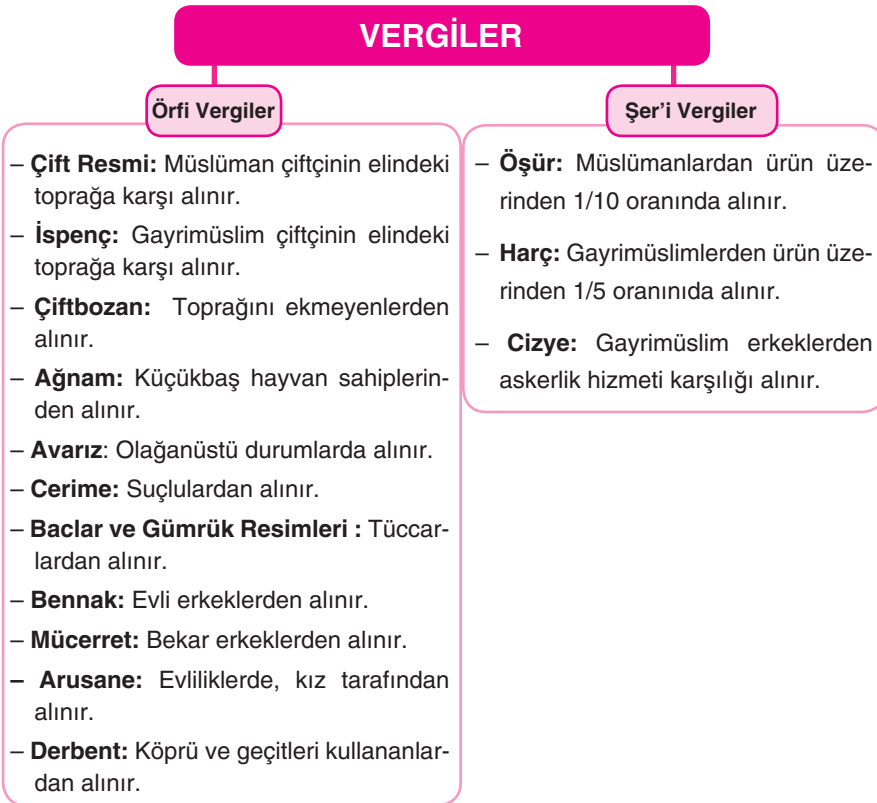 VERGİLER
Örfi Vergiler
– Çift Resmi: Müslüman çiftçinin elindeki
toprağa karşı alınır.
– İspenç: Gayrimüslim çiftçinin elindeki
toprağa karşı alınır.
– Çiftbozan: Toprağını ekmeyenlerden
alınır.
– Ağnam: Küçükbaş hayvan sahiplerin-
den alınır.
– Avarız: Olağanüstü durumlarda alınır.
– Cerime: Suçlulardan alınır.
– Baclar ve Gümrük Resimleri : Tüccar-
lardan alınır.
– Bennak: Evli erkeklerden alınır.
– Mücerret: Bekar erkeklerden alınır.
– Arusane: Evliliklerde, kız tarafından
alınır.
– Derbent: Köprü ve geçitleri kullananlar-
dan alınır.
Şer'i Vergiler
– Öşür: Müslümanlardan ürün üze-
rinden 1/10 oranında alınır.
– Harç: Gayrimüslimlerden ürün üze-
rinden 1/5 oranınıda alınır.
– Cizye: Gayrimüslim erkeklerden
askerlik hizmeti karşılığı alınır.